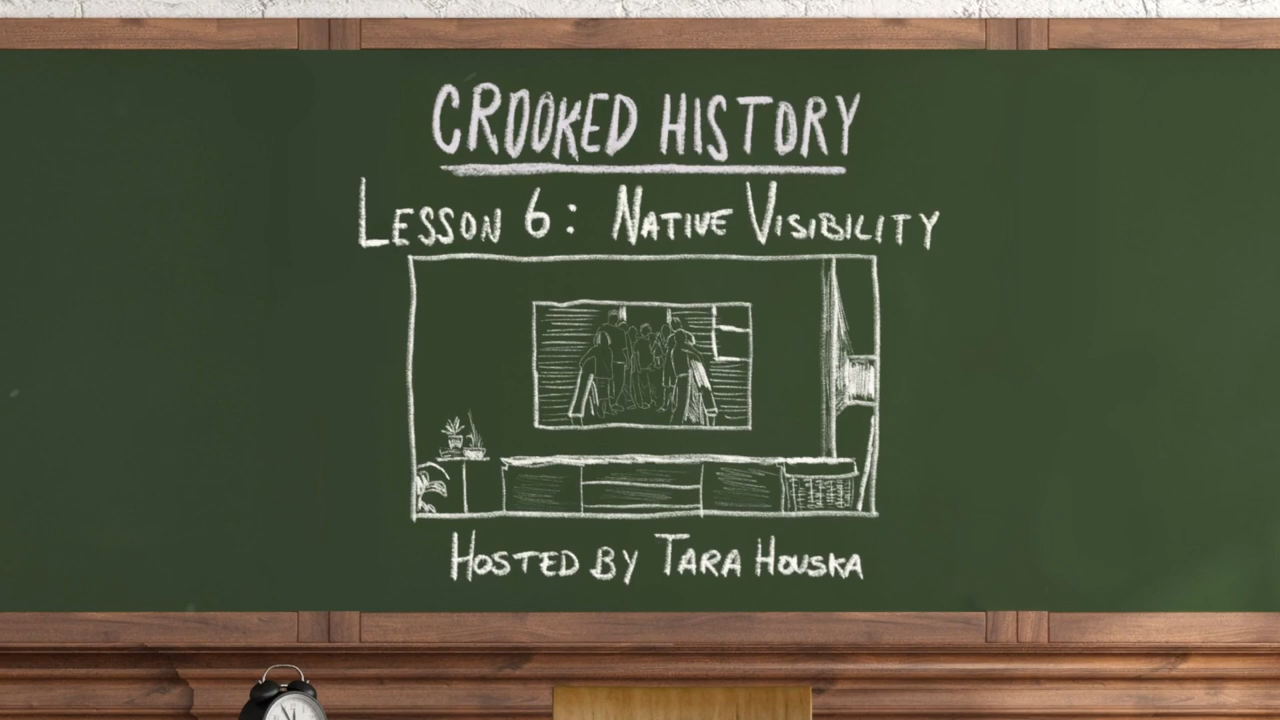 CROOKED HISTORY
LESSON 6: NATIVE VISIBILITY
HOSTED BY TARA HOUSKA